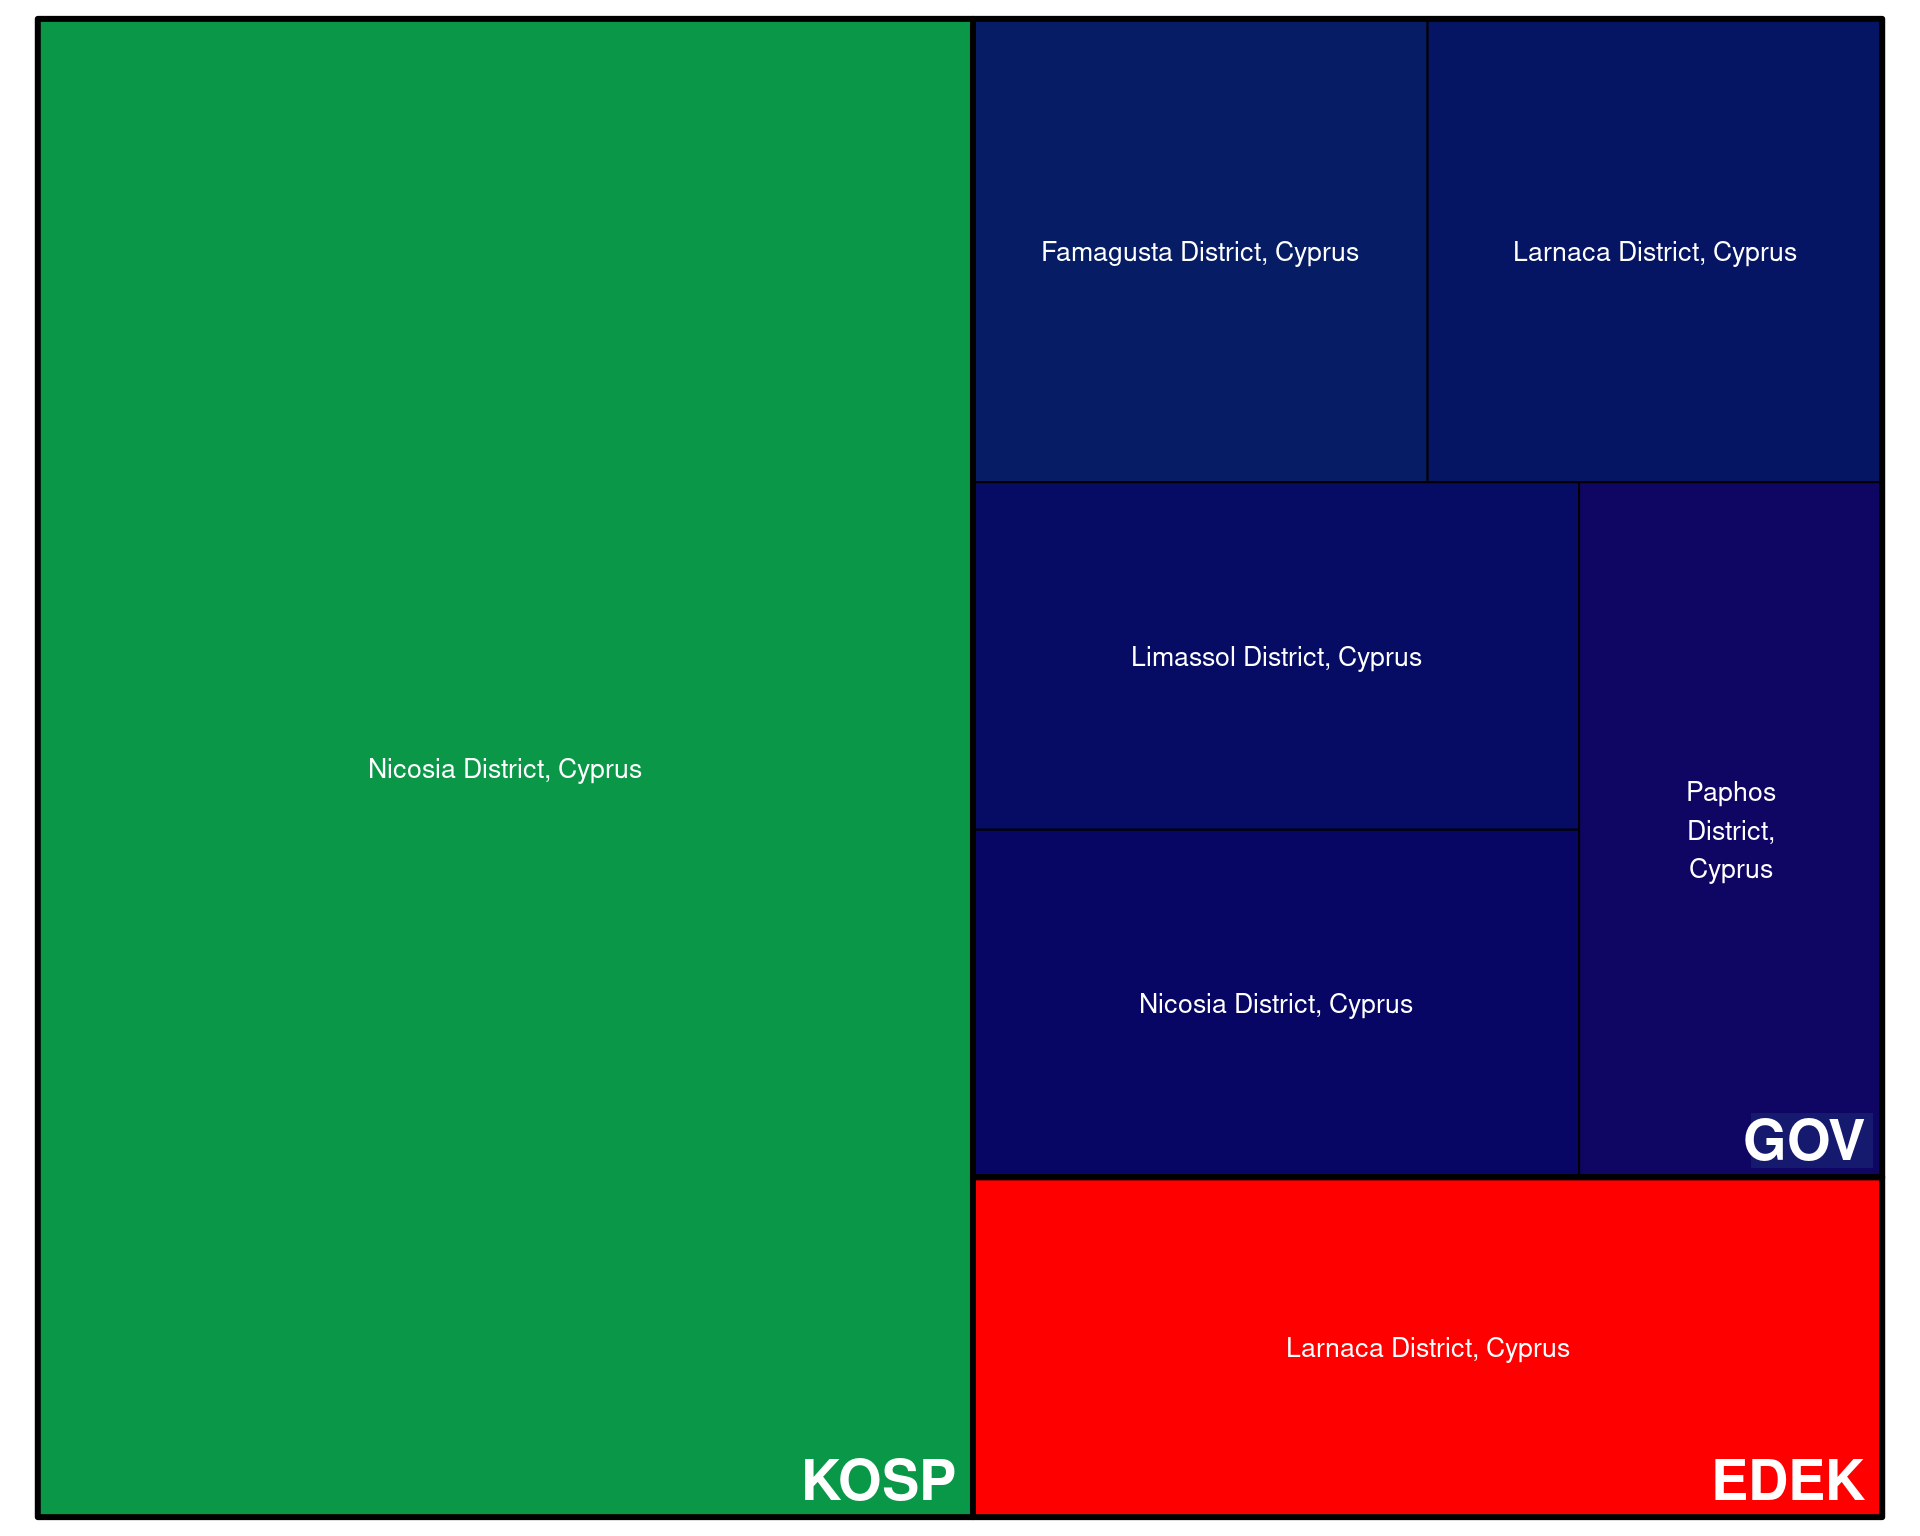 Nicosia District, Cyprus
KOSP
Famagusta District, Cyprus
Larnaca District, Cyprus
Limassol District, Cyprus
Nicosia District, Cyprus
Paphos
District,
Cyprus
GOV
Larnaca District, Cyprus
EDEK